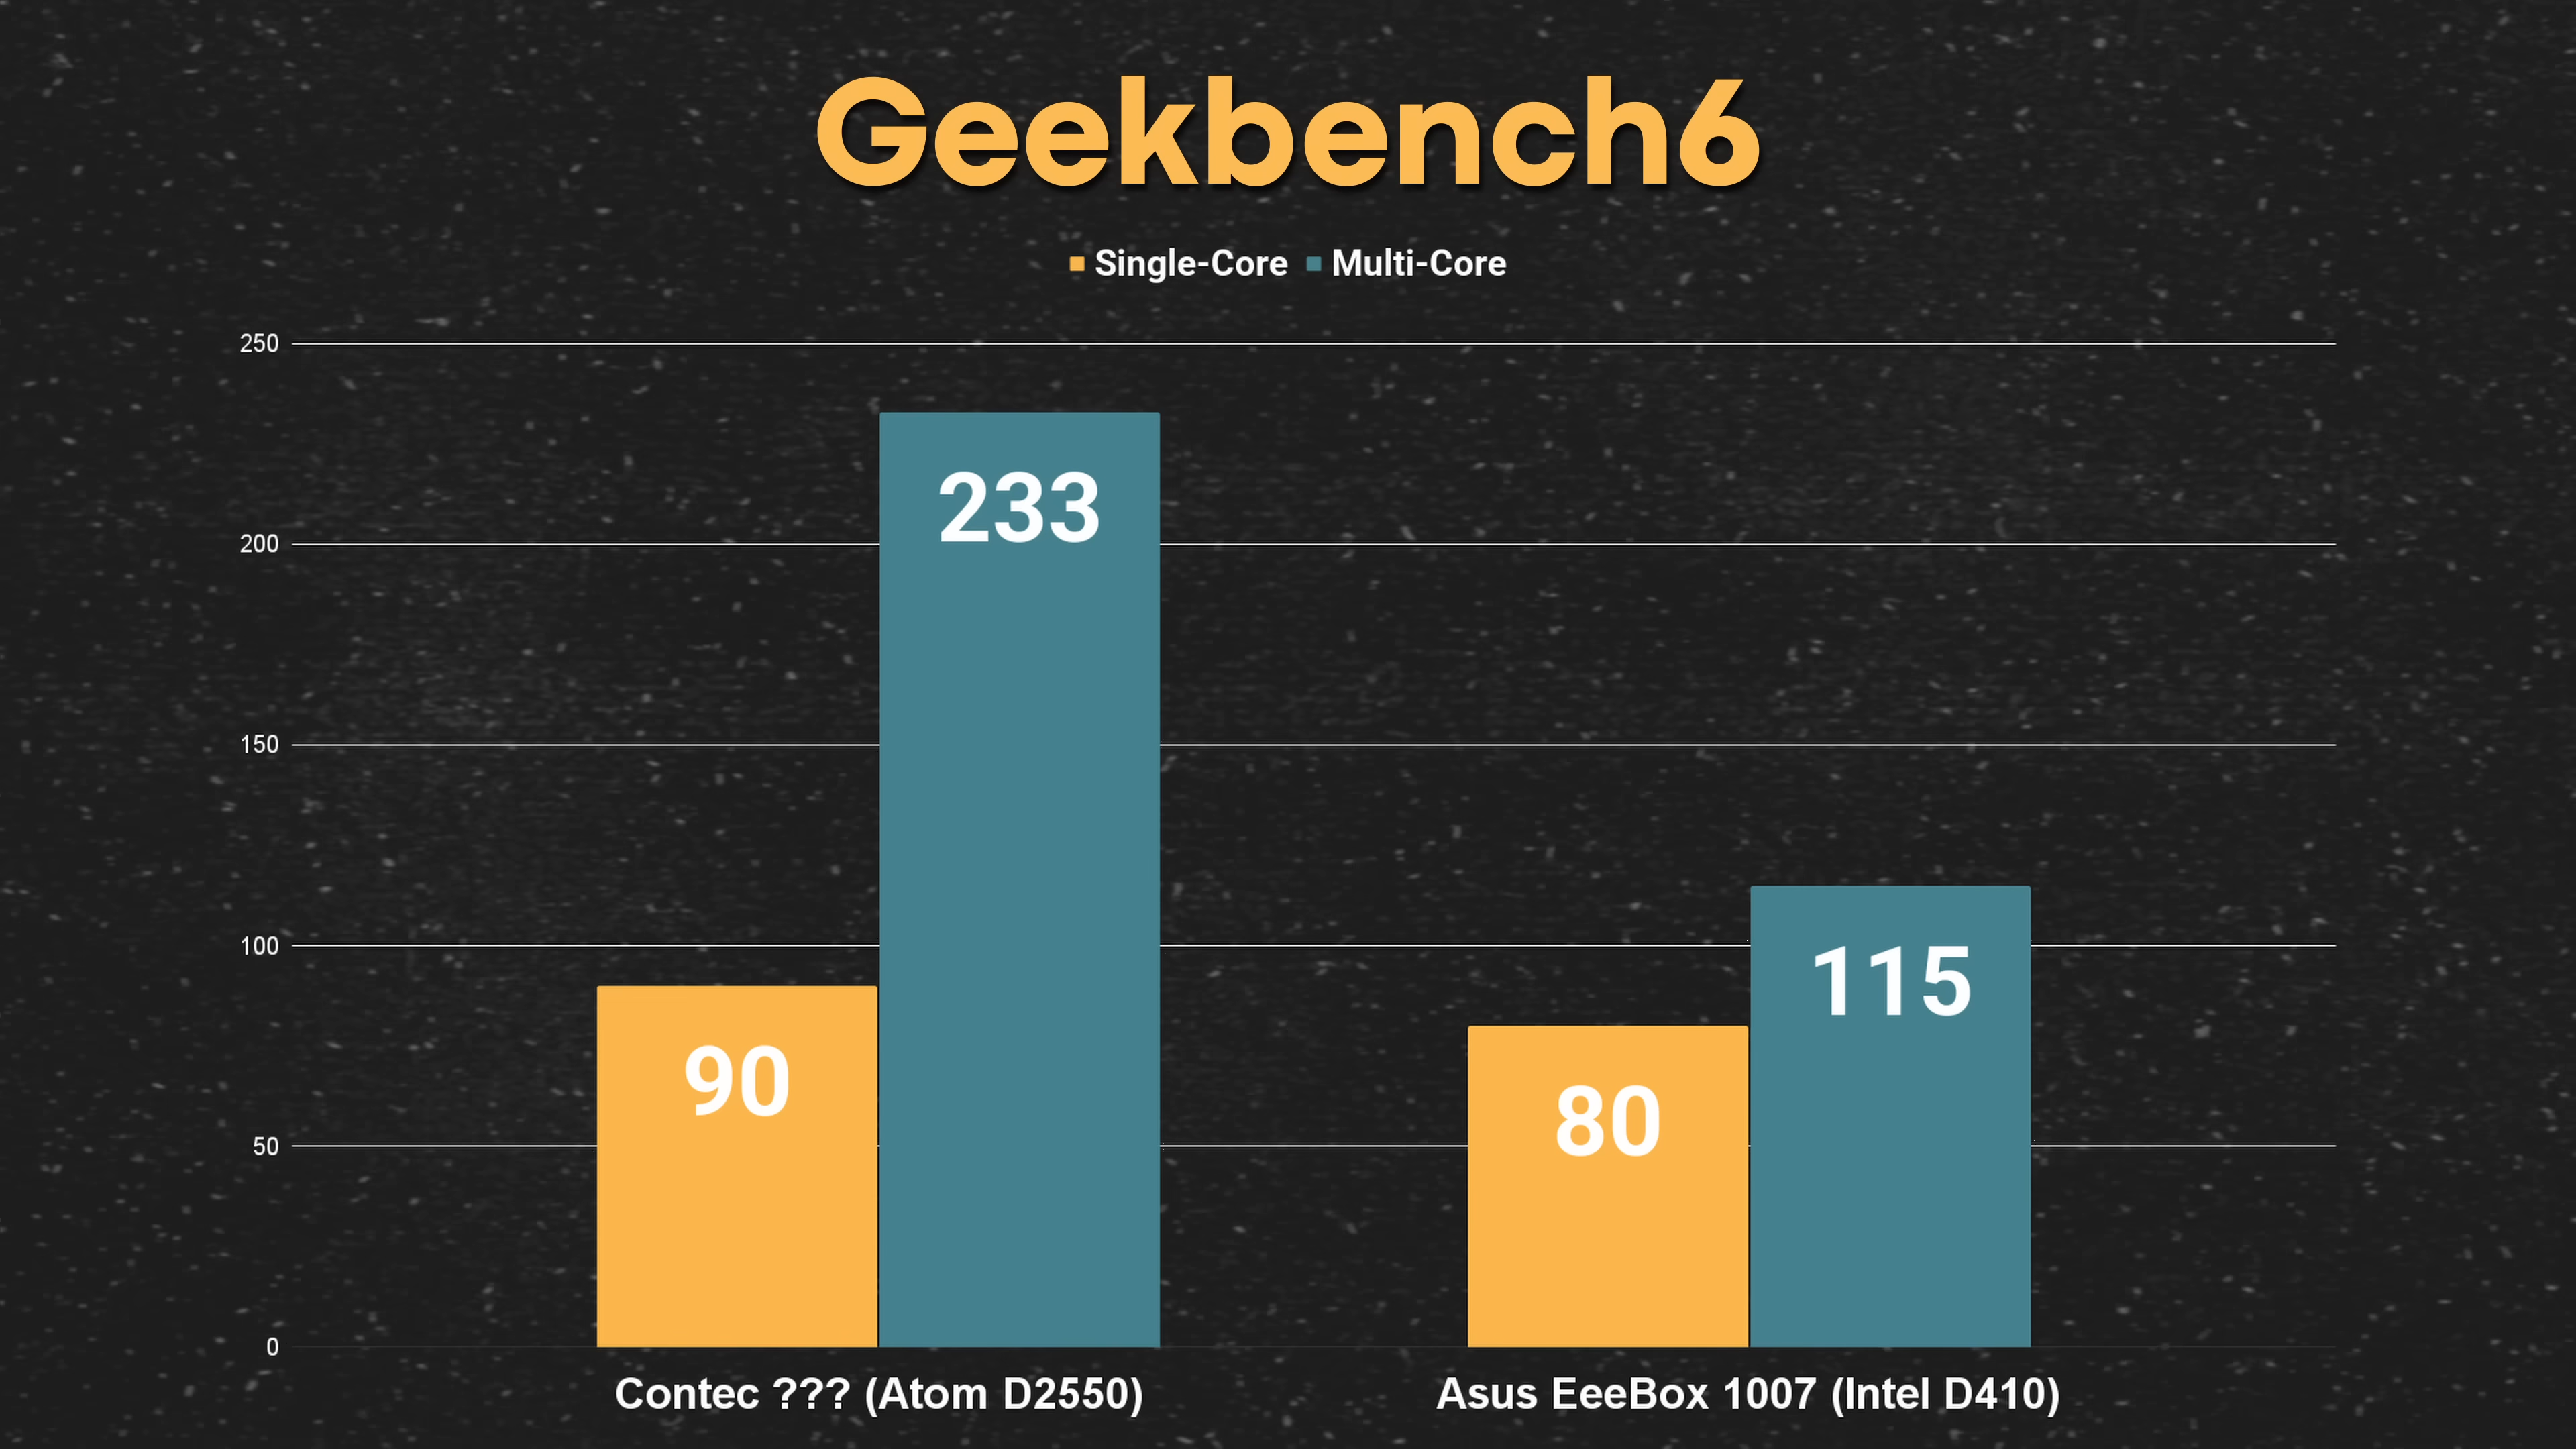 Geekbench6
Single-Core Multi-Core
250
200
150
100
50
0
233
90
115
80
Contec ??? (Atom D2550)
Asus EeeBox 1007 (Intel D410)